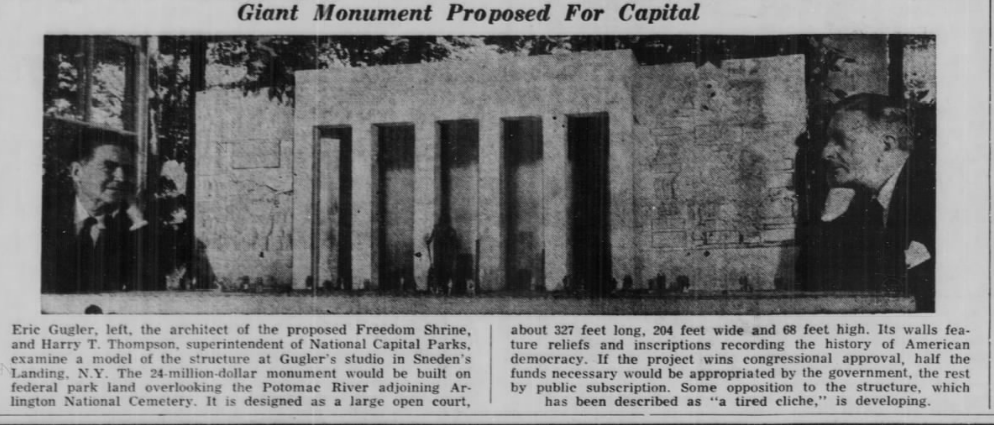 Giant Monument Proposed For Capital
Eric Gugler, left, the architect of the proposed Freedom Shrine,
and Harry T. Thompson, superintendent of National Capital Parks,
examine a model of the structure at Gugler's studio in Sneden's
Landing, N.Y. The 24-million-dollar monument would be built on
federal park land overlooking the Potomac River adjoining Ar-
lington National Cemetery. It is designed as a large open court,
about 327 feet long, 204 feet wide and 68 feet high. Its walls fea-
ture reliefs and inscriptions recording the history of American
democracy. If the project wins congressional approval, half the
funds necessary would be appropriated by the government, the rest
by public subscription. Some opposition to the structure, which
has been described as "a tired cliche," is developing.